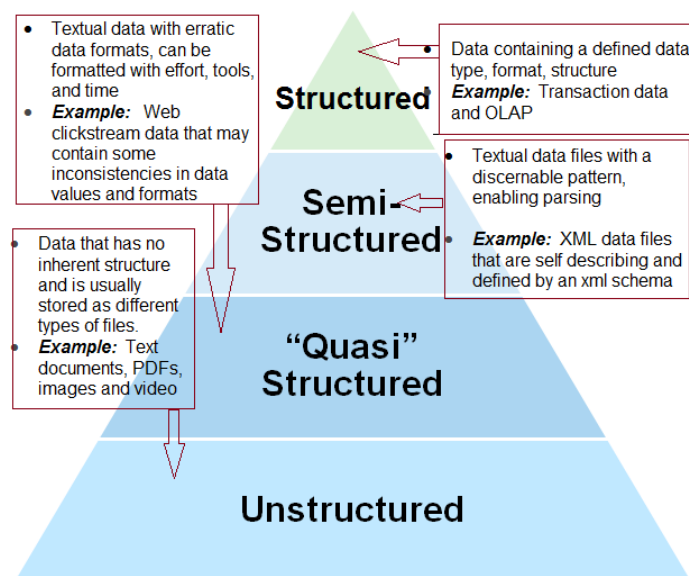 • Textual data with erratic
data formats, can be
formatted with effort, tools,
and time
• Example: Web
clickstream data that may
contain some
inconsistencies in data
values and formats
• Data containing a defined data
type, format, structure
• Example: Transaction data
and OLAP
Structured
• Textual data files with a
discernable pattern,
enabling parsing
• Example: XML data files
that are self describing and
defined by an xml schema
Semi-
Structured
• Data that has no
inherent structure
and is usually
stored as different
types of files.
• Example: Text
documents, PDFs,
images and video
“Quasi”
Structured
Unstructured